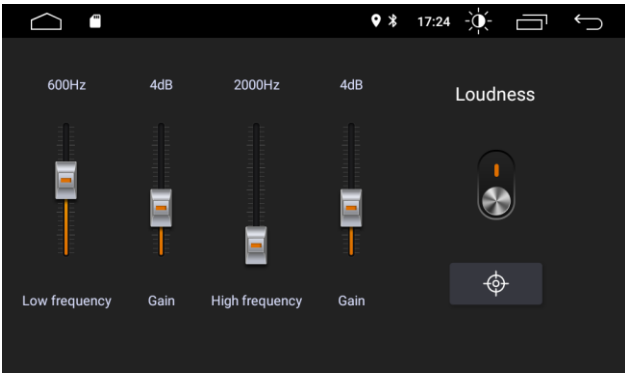 17:24
600Hz 4dB 2000Hz 4dB
Loudness
Low frequency Gain High frequency Gain